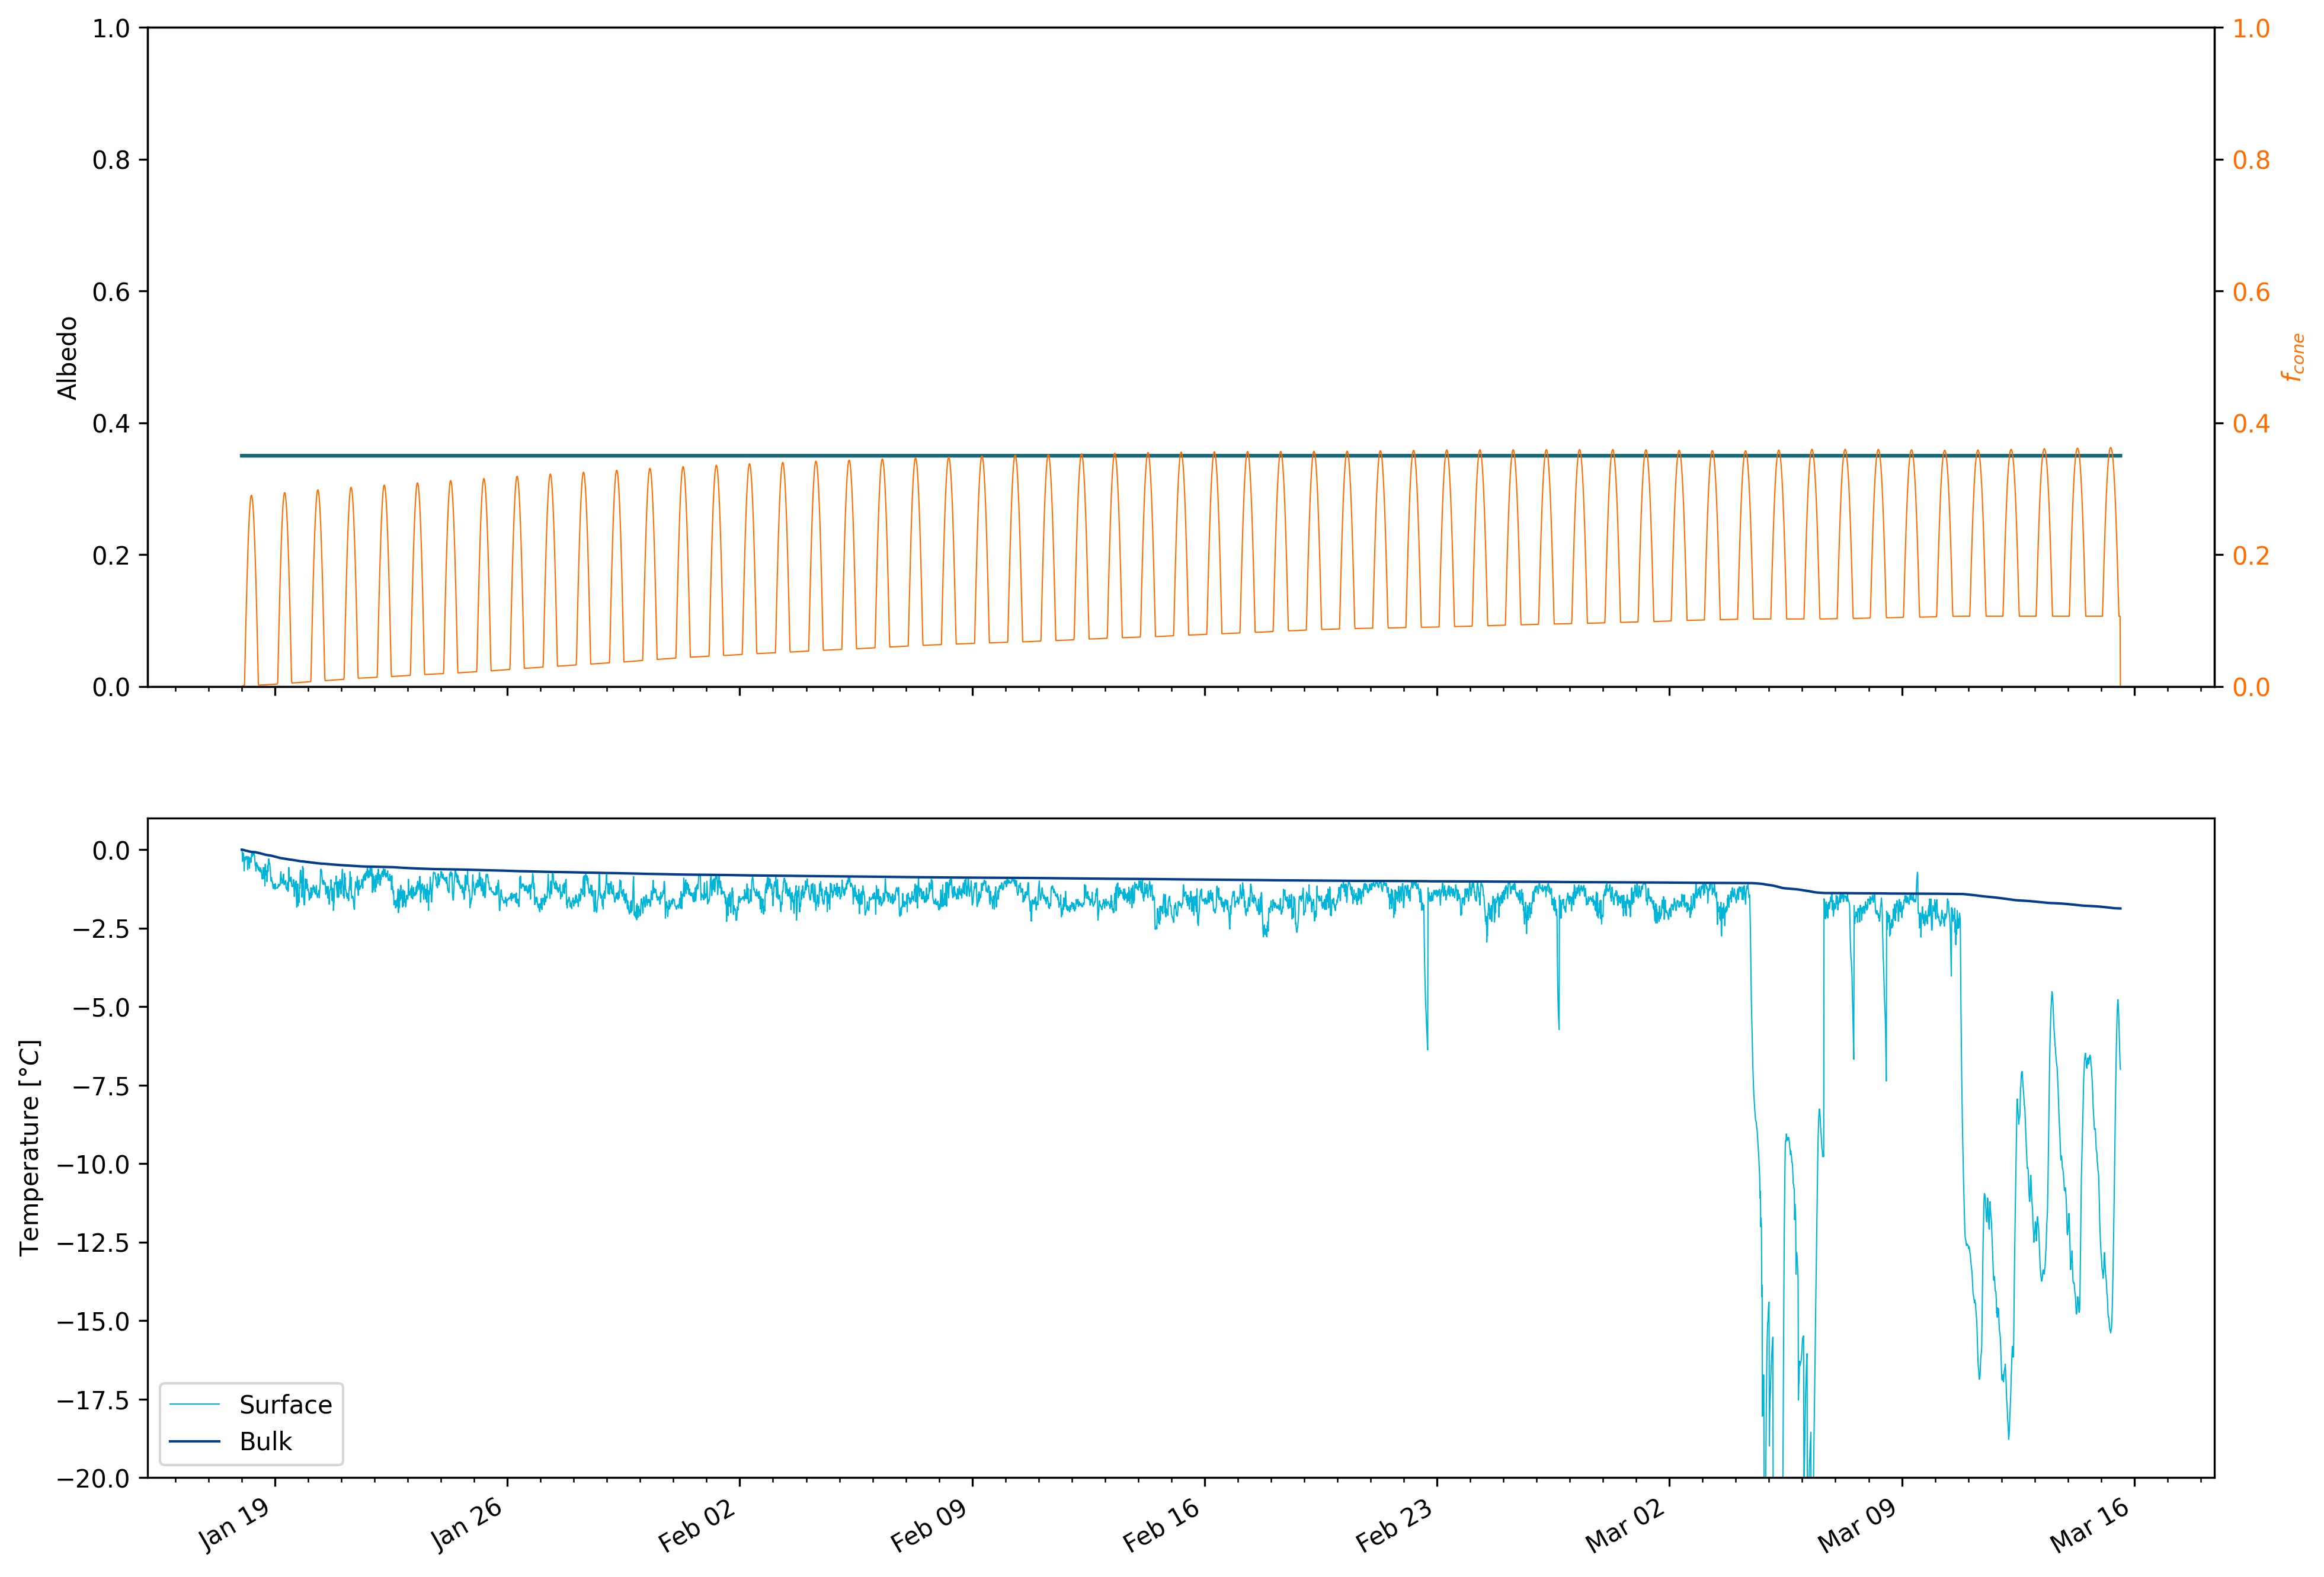 1.0
0.8
0.6
0.4
0.2
0.0
Albedo
1.0
0.8
0.6
0.4
0.2
0.0
f_cone
0.0
−2.5
−5.0
−7.5
−10.0
−12.5
−15.0
−17.5
−20.0
Temperature [°C]
Surface
Bulk
Jan 19
Jan 26
Feb 02
Feb 09
Feb 16
Feb 23
Mar 02
Mar 09
Mar 16